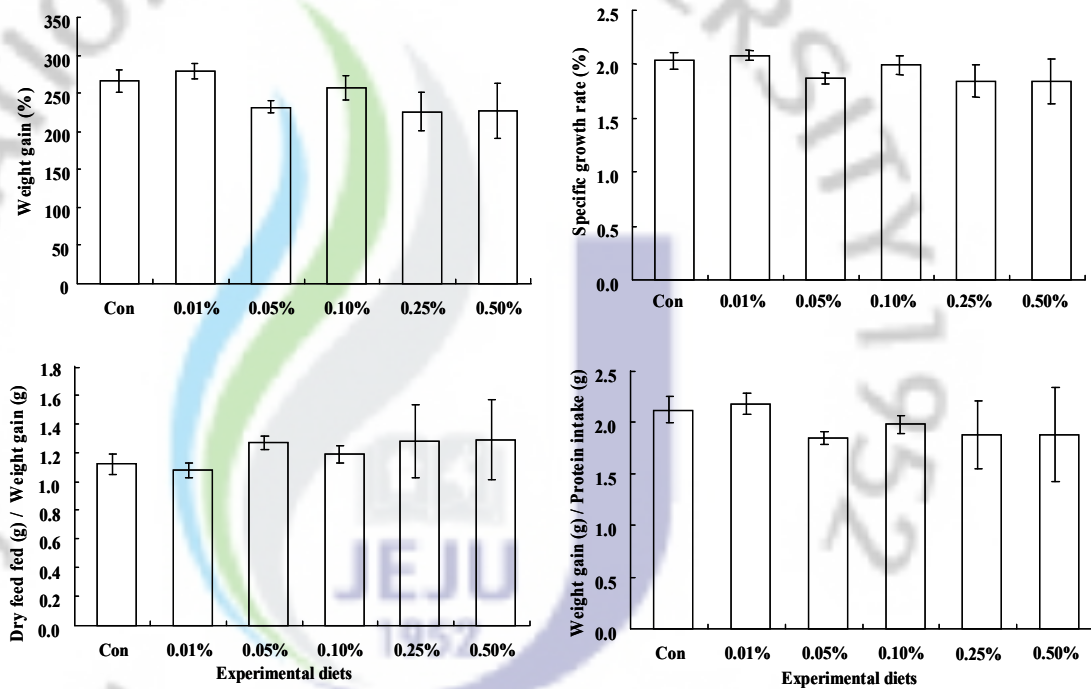 Weight gain (%)
350
300
250
200
150
100
50
0
Con 0.01% 0.05% 0.10% 0.25% 0.50%
Specific growth rate (%)
2.5
2.0
1.5
1.0
0.5
0.0
Con 0.01% 0.05% 0.10% 0.25% 0.50%
Dry feed fed (g) / Weight gain (g)
1.8
1.6
1.4
1.2
1.0
0.8
0.6
0.4
0.2
0.0
Con 0.01% 0.05% 0.10% 0.25% 0.50%
Experimental diets
Weight gain (g) / Protein intake (g)
2.5
2.0
1.5
1.0
0.5
0.0
Con 0.01% 0.05% 0.10% 0.25% 0.50%
Experimental diets
JEJU
1952
1952